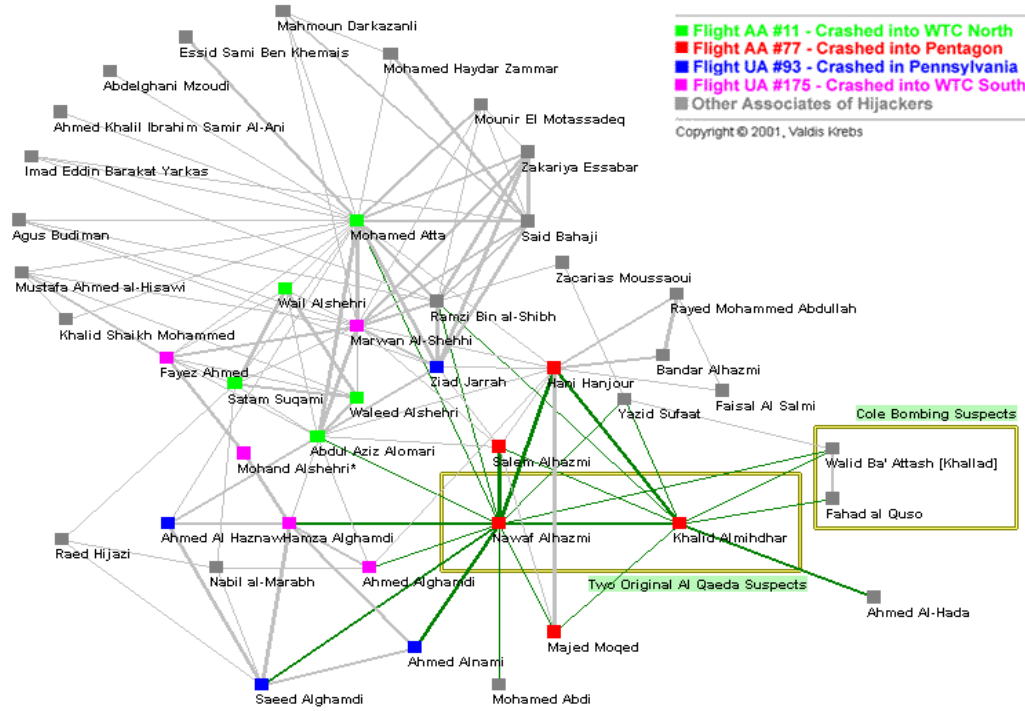 Mahmoun Darkazanli
Essid Sami Ben Khemais
Mohamed Haydar Zammar
Abdelghani Mzoudi
Mounir El Motassadeq
Ahmed Khalil Ibrahim Samir Al-Ani
Zakariya Essabar
Imad Eddin Barakat Yarkas
Flight AA #11 - Crashed into WTC North
Flight AA #77 - Crashed into Pentagon
Flight UA #93 - Crashed in Pennsylvania
Flight UA #175 - Crashed into WTC South
Other Associates of Hijackers
Copyright © 2001, Valdis Krebs
Agus Budiman
Mohamed Atta
Said Bahaji
Zacarias Moussaoui
Mustafa Ahmed al-Hisawi
Wail Alshehri
Ramzi Bin al-Shibh
Rayed Mohammed Abdullah
Khalid Shaikh Mohammed
Marwan Al-Shehhi
Fayez Ahmed
Ziad Jarrah
Hani Hanjour
Bandar Alhazmi
Satam Suqami
Waleed Alshehri
Yazid Sufaat
Faisal Al Salmi
Cole Bombing Suspects
Abdul Aziz Alomari
Salem Alhazmi
Walid Ba' Attash [Khallad]
Mohand Alshehri*
Fahad al Quso
Ahmed Al Haznaw
Hamza Alghamdi
Nawaf Alhazmi
Khalid Almihdhar
Raed Hijazi
Nabil al-Marabh
Ahmed Alghamdi
Two Original Al Qaeda Suspects
Ahmed Al-Hada
Majed Moqed
Ahmed Alnami
Saeed Alghamdi
Mohamed Abdi